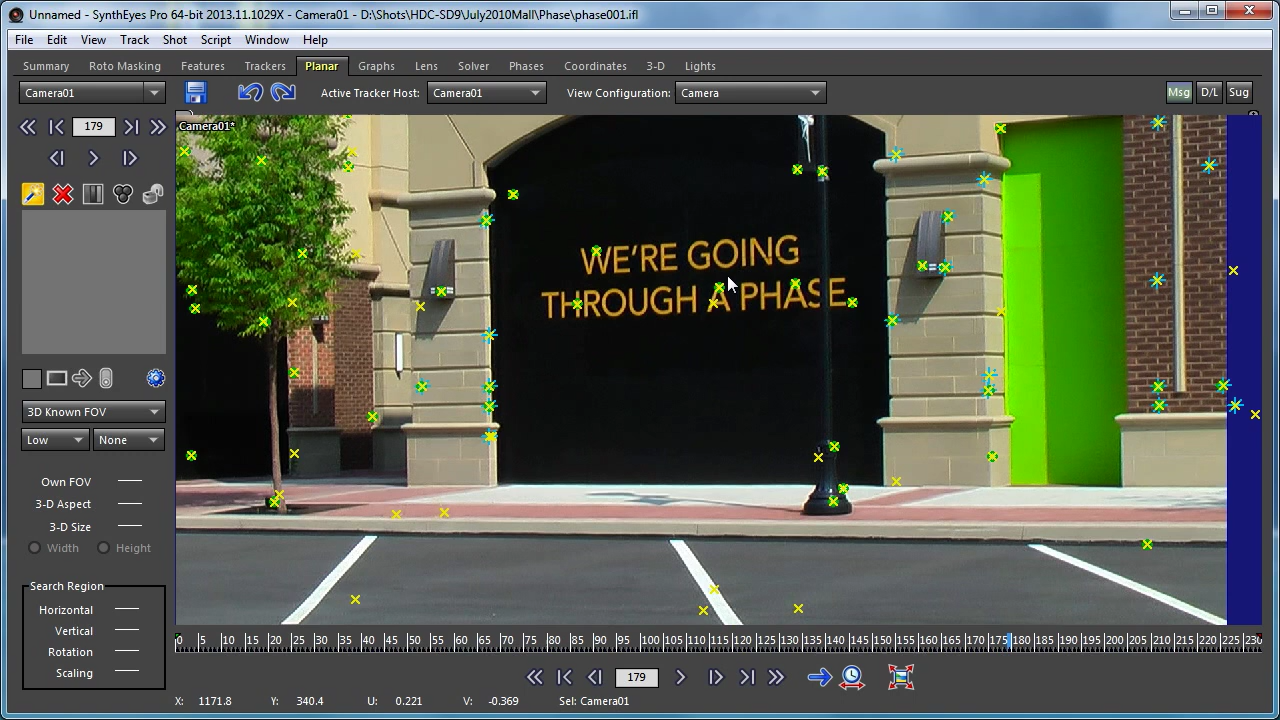 Unnamed - SynthEyes Pro 64-bit 2013.11.1029X - Camera01 - D:\Shots\HDC-SD9\July2010Mall\Phase\phase001.ifl
File Edit View Track Shot Script Window Help
Summary Roto Masking Features Trackers Planar Graphs Lens Solver Phases Coordinates 3-D Lights
Camera01 Active Tracker Host: Camera01 View Configuration: Camera Msg D/L Sug
179
Camera01*
WE'RE GOING
THROUGH A PHASE
3D Known FOV
Low None
Own FOV
3-D Aspect
3-D Size
Width Height
Search Region
Horizontal
Vertical
Rotation
Scaling
0 5 10 15 20 25 30 35 40 45 50 55 60 65 70 75 80 85 90 95 100 105 110 115 120 125 130 135 140 145 150 155 160 165 170 175 180 185 190 195 200 205 210 215 220 225 230
179
X: 1171.8 Y: 340.4 U: 0.221 V: -0.369 Sel: Camera01